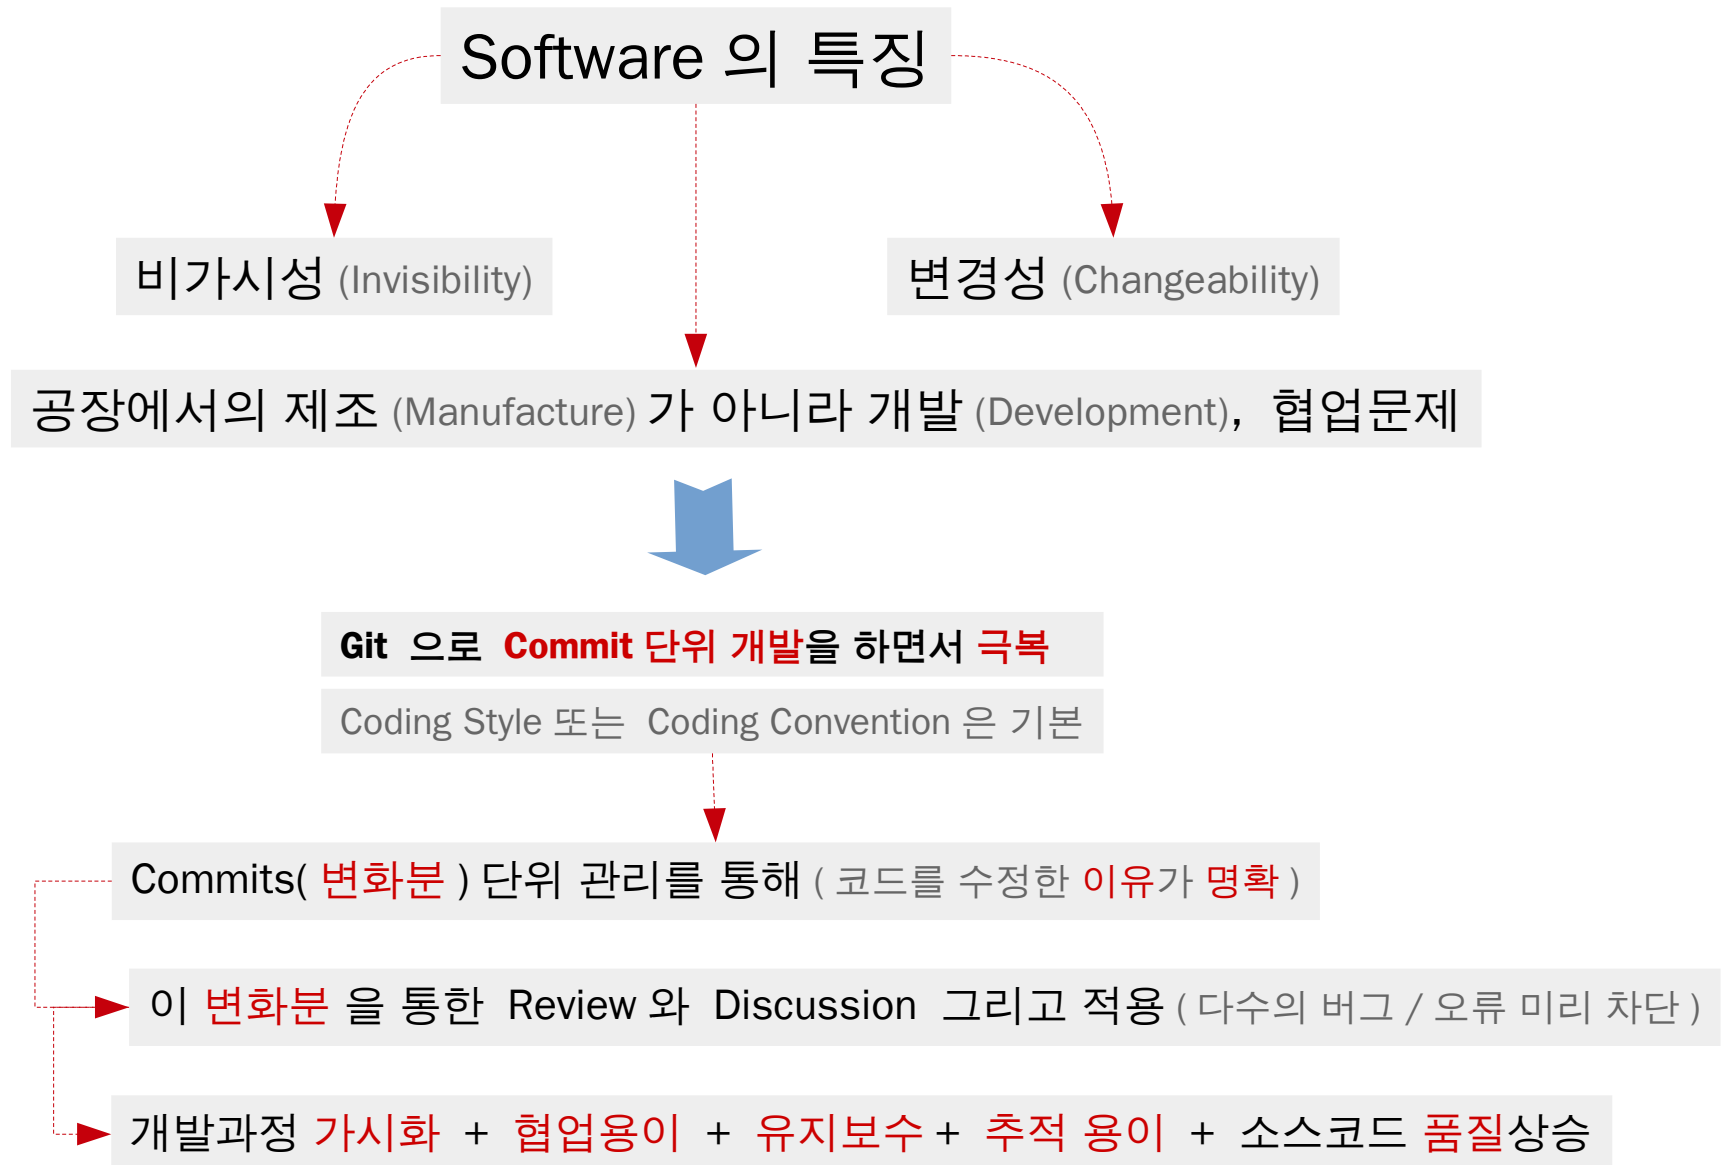 Software 의 특징
비가시성 (Invisibility)
변경성 (Changeability)
공장에서의 제조 (Manufacture) 가 아니라 개발 (Development), 협업문제
Git 으로 Commit 단위 개발을 하면서 극복
Coding Style 또는 Coding Convention 은 기본
Commits( 변화분 ) 단위 관리를 통해 ( 코드를 수정한 이유가 명확 )
이 변화분 을 통한 Review 와 Discussion 그리고 적용 ( 다수의 버그 / 오류 미리 차단 )
개발과정 가시화 + 협업용이 + 유지보수 + 추적 용이 + 소스코드 품질상승